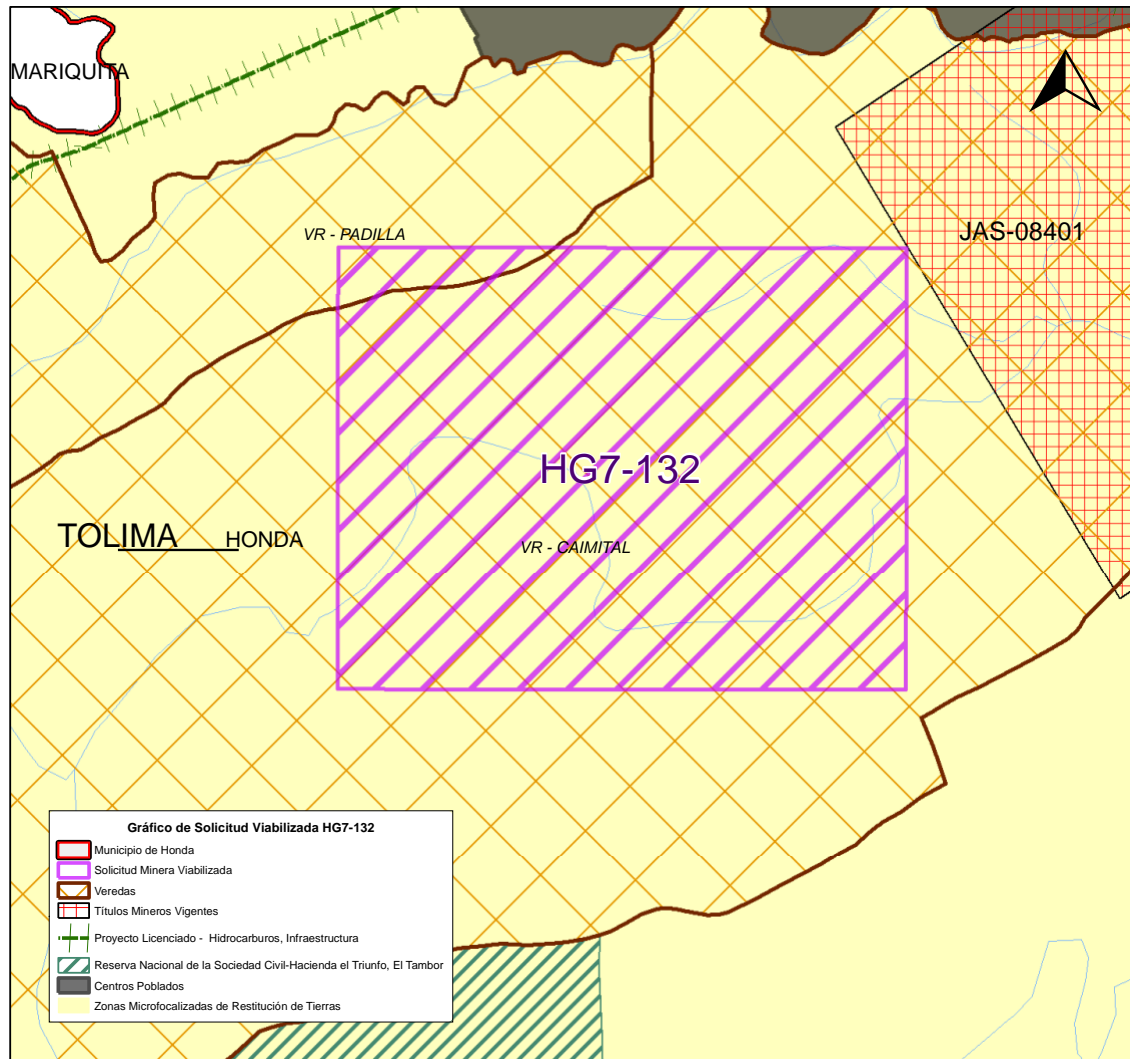 MARIQUITA
JAS-08401
VR - PADILLA
HG7-132
TOLIMA HONDA
VR - CAIMITAL
Gráfico de Solicitud Viabilizada HG7-132
Municipio de Honda
Solicitud Minera Viabilizada
Veredas
Títulos Mineros Vigentes
Proyecto Licenciado - Hidrocarburos, Infraestructura
Reserva Nacional de la Sociedad Civil-Hacienda el Triunfo, El Tambor
Centros Poblados
Zonas Microfocalizadas de Restitución de Tierras